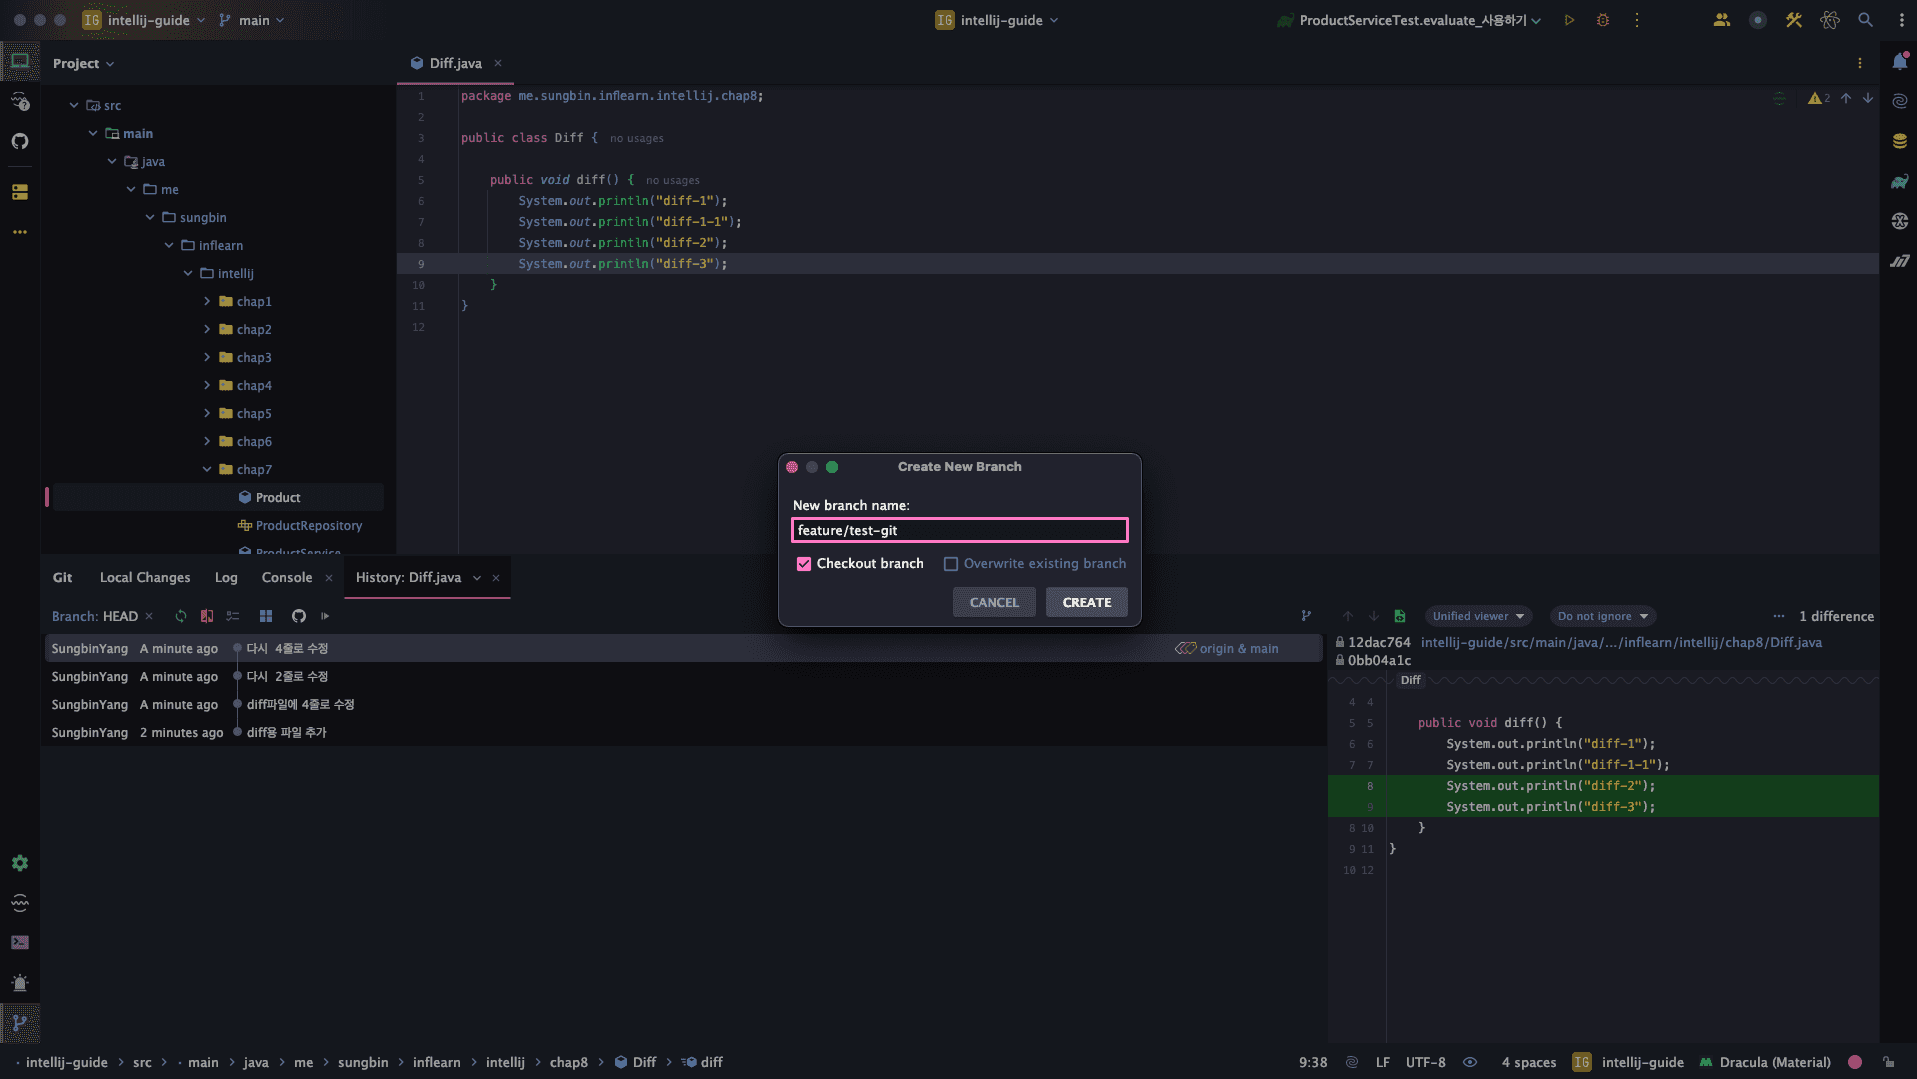 IG intellij-guide main
IG intellij-guide
ProductServiceTest.evaluate_사용하기
Project
Diff.java
src
main
java
me
sungbin
inflearn
intellij
chap1
chap2
chap3
chap4
chap5
chap6
chap7
Product
ProductRepository
ProductService
1 package me.sungbin.inflearn.intellij.chap8;
2
3 public class Diff { no usages
4
5 public void diff() { no usages
6 System.out.println("diff-1");
7 System.out.println("diff-1-1");
8 System.out.println("diff-2");
9 System.out.println("diff-3");
10 }
11 }
12
2
Create New Branch
New branch name:
feature/test-git
Checkout branch Overwrite existing branch
CANCEL CREATE
Git Local Changes Log Console History: Diff.java
Branch: HEAD
SungbinYang A minute ago 다시 4줄로 수정 origin & main
SungbinYang A minute ago 다시 2줄로 수정
SungbinYang A minute ago diff파일에 4줄로 수정
SungbinYang 2 minutes ago diff용 파일 추가
Unified viewer Do not ignore 1 difference
12dac764 intellij-guide/src/main/java/.../inflearn/intellij/chap8/Diff.java
0bb04a1c
Diff
4 4
5 5 public void diff() {
6 6 System.out.println("diff-1");
7 7 System.out.println("diff-1-1");
8 System.out.println("diff-2");
9 System.out.println("diff-3");
8 10 }
9 11 }
10 12
intellij-guide > src > main > java > me > sungbin > inflearn > intellij > chap8 > Diff > diff
9:38 LF UTF-8 4 spaces IG intellij-guide Dracula (Material)